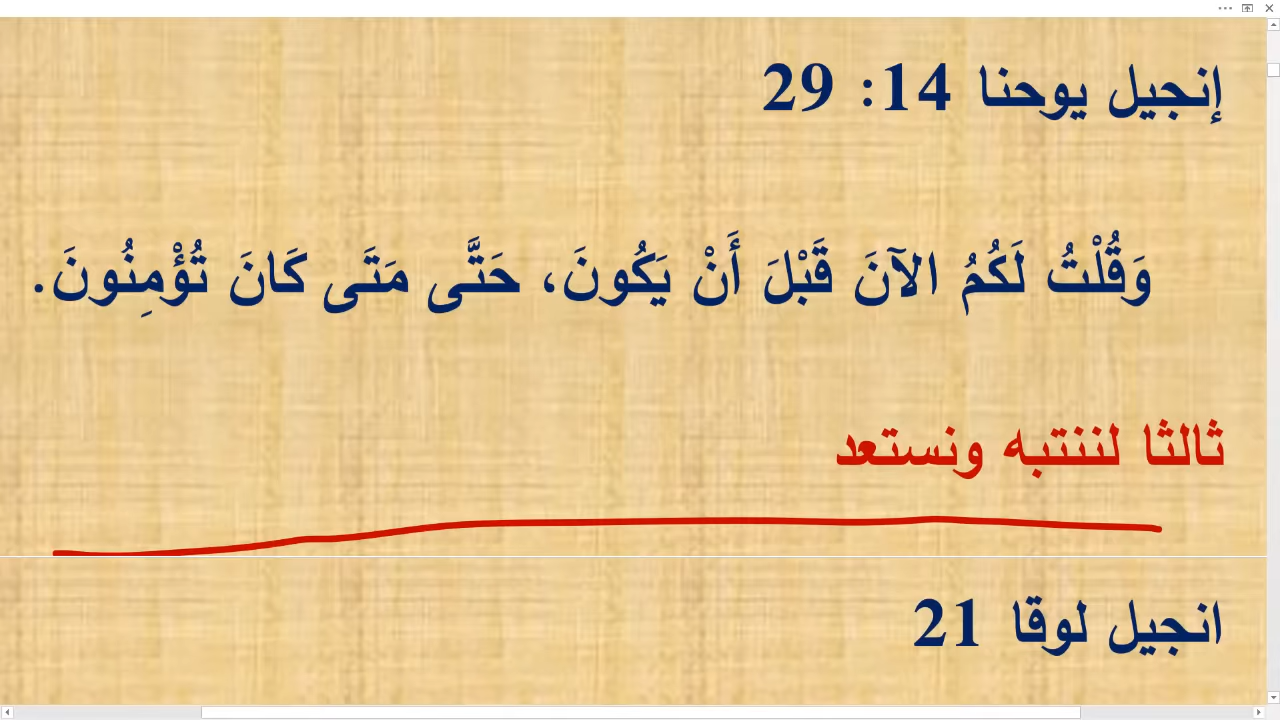 إنجيل يوحنا 14: 29
وَقُلْتُ لَكُمُ الآنَ قَبْلَ أَنْ يَكُونَ، حَتَّى مَتَى كَانَ تُؤْمِنُونَ.
ثالثا لننتبه ونستعد
انجيل لوقا 21